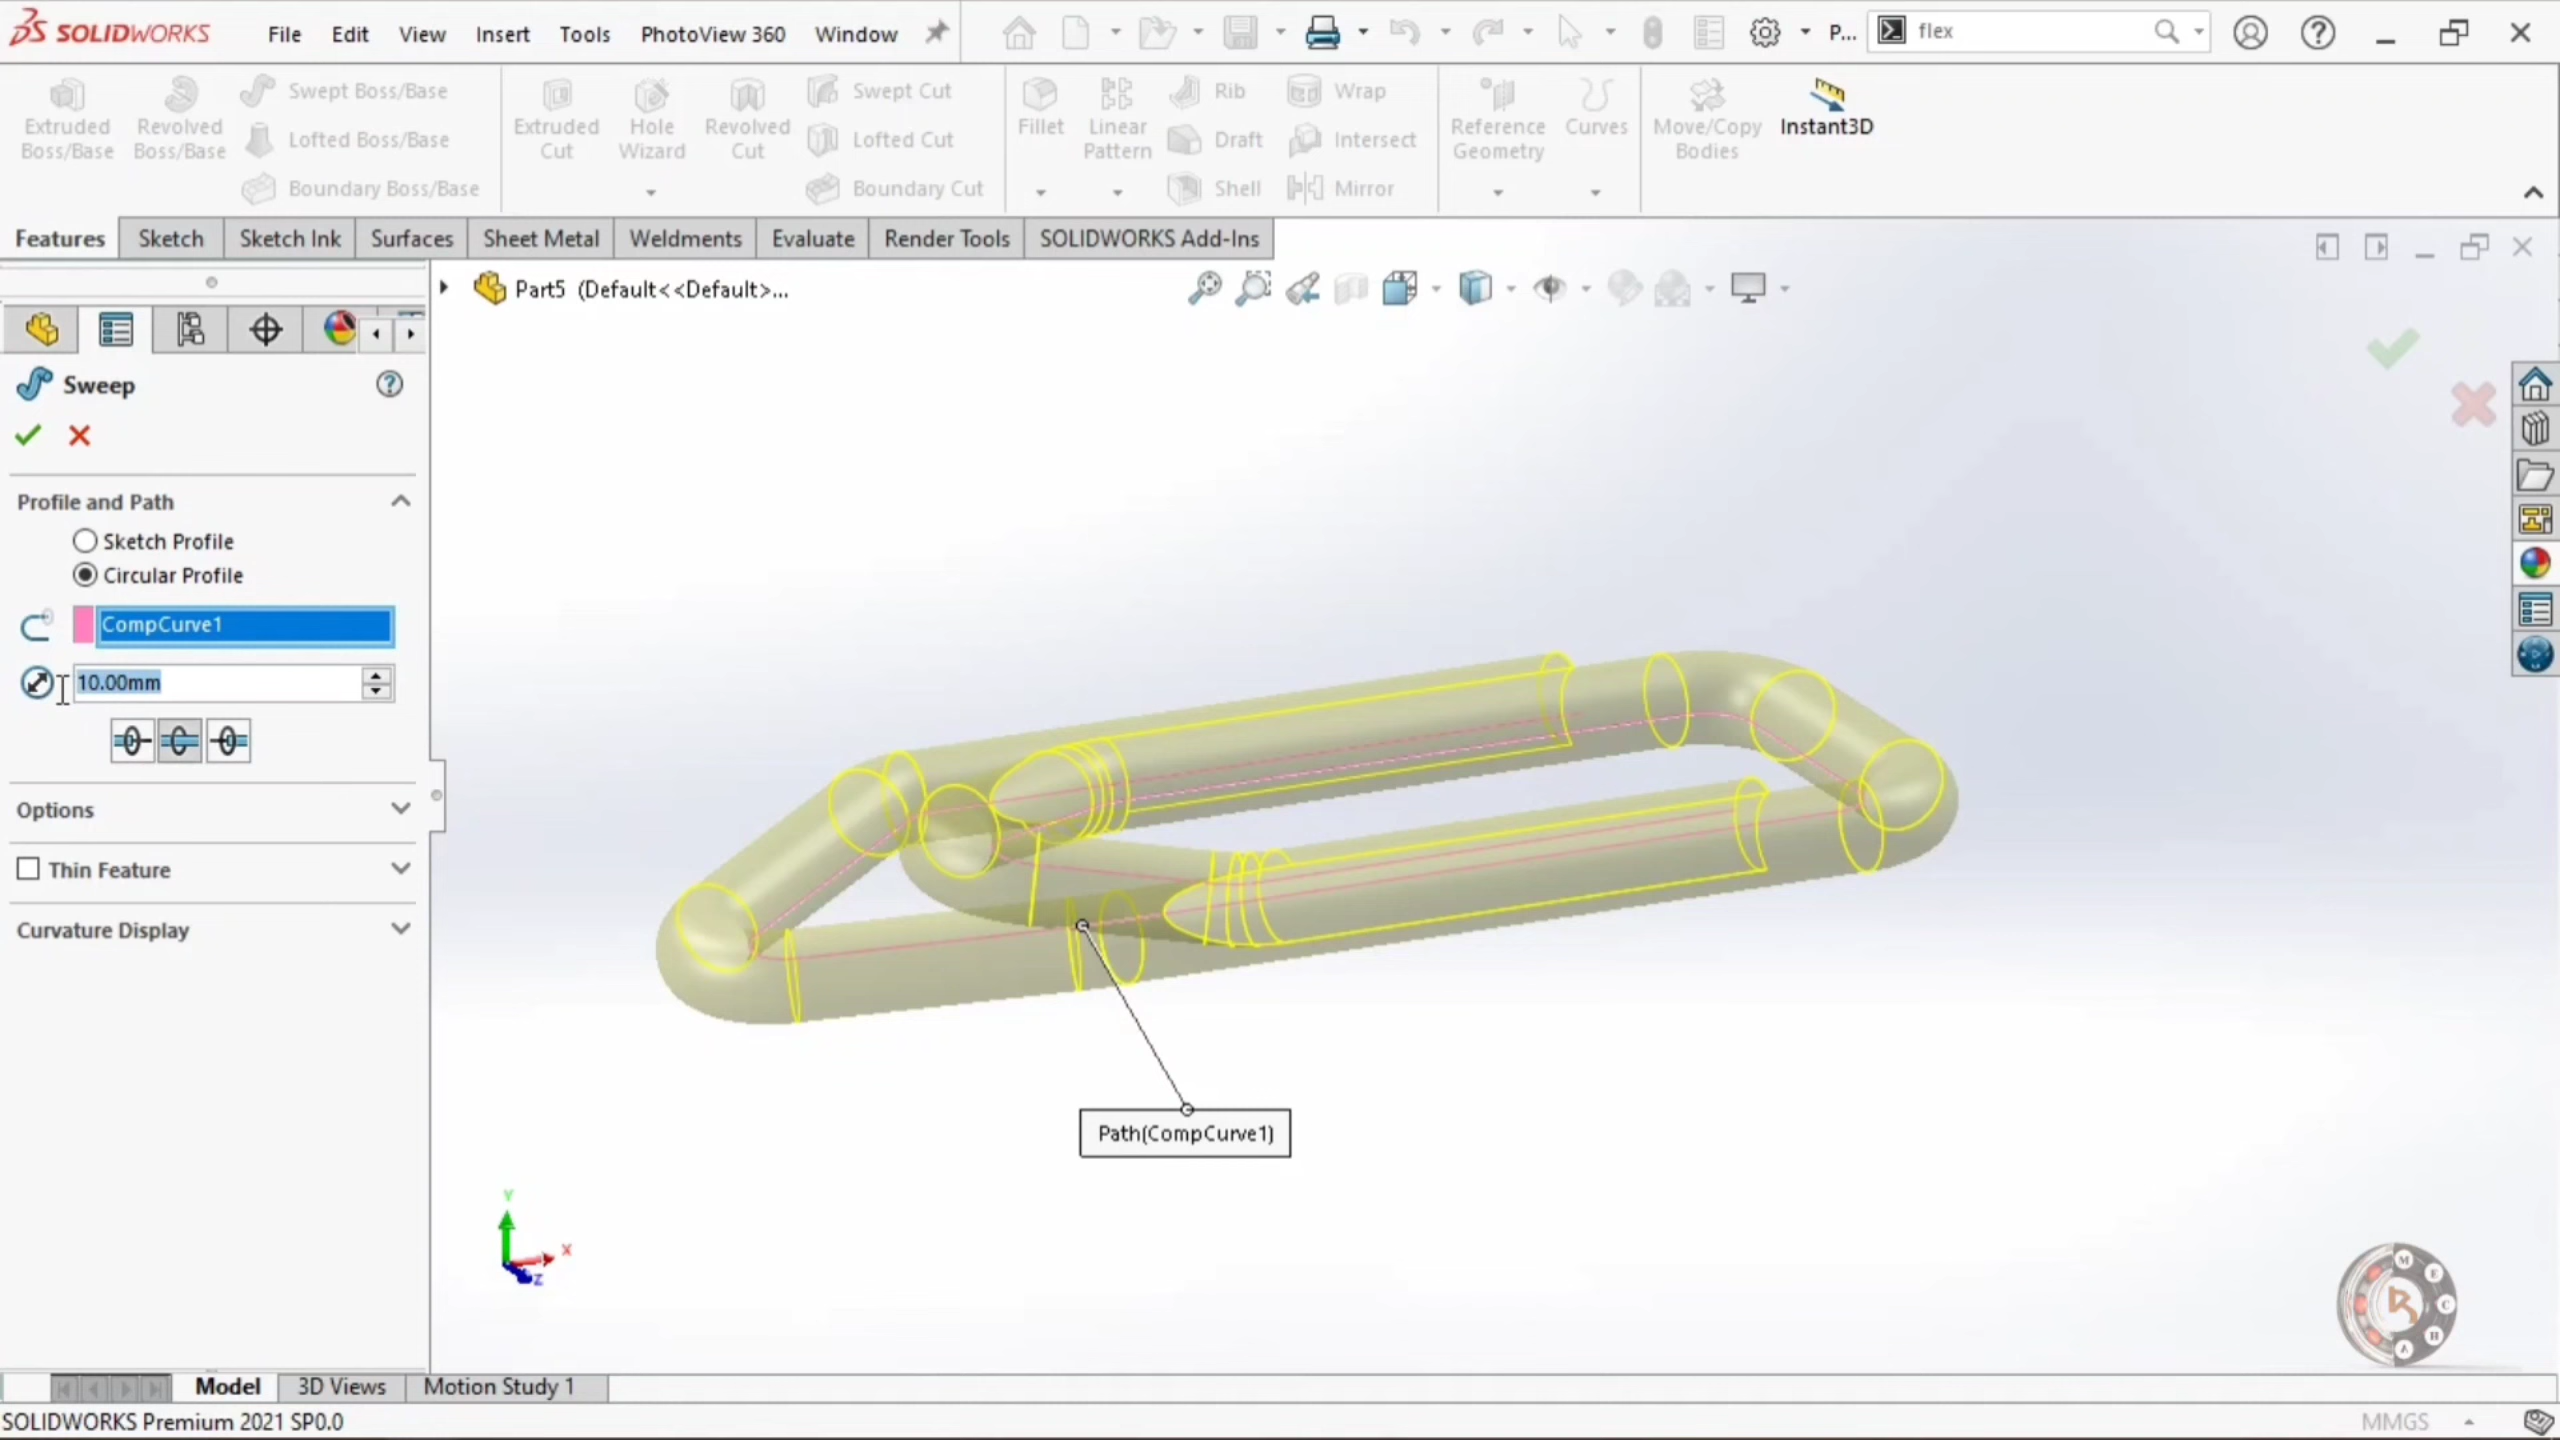 SOLIDWORKS File Edit View Insert Tools PhotoView 360 Window P... flex
Extruded Boss/Base
Revolved Boss/Base
Swept Boss/Base
Lofted Boss/Base
Boundary Boss/Base
Extruded Cut
Hole Wizard
Revolved Cut
Swept Cut
Lofted Cut
Boundary Cut
Fillet
Linear Pattern
Rib
Draft
Shell
Wrap
Intersect
Mirror
Reference Geometry
Curves
Move/Copy Bodies
Instant3D
Features Sketch Sketch Ink Surfaces Sheet Metal Weldments Evaluate Render Tools SOLIDWORKS Add-Ins
Part5 (Default<<Default>...
Sweep
Profile and Path
Sketch Profile
Circular Profile
CompCurve1
10.00mm
Options
Thin Feature
Curvature Display
Path(CompCurve1)
Y
X
Z
M
E
C
H
A
Model 3D Views Motion Study 1
SOLIDWORKS Premium 2021 SP0.0
MMGS